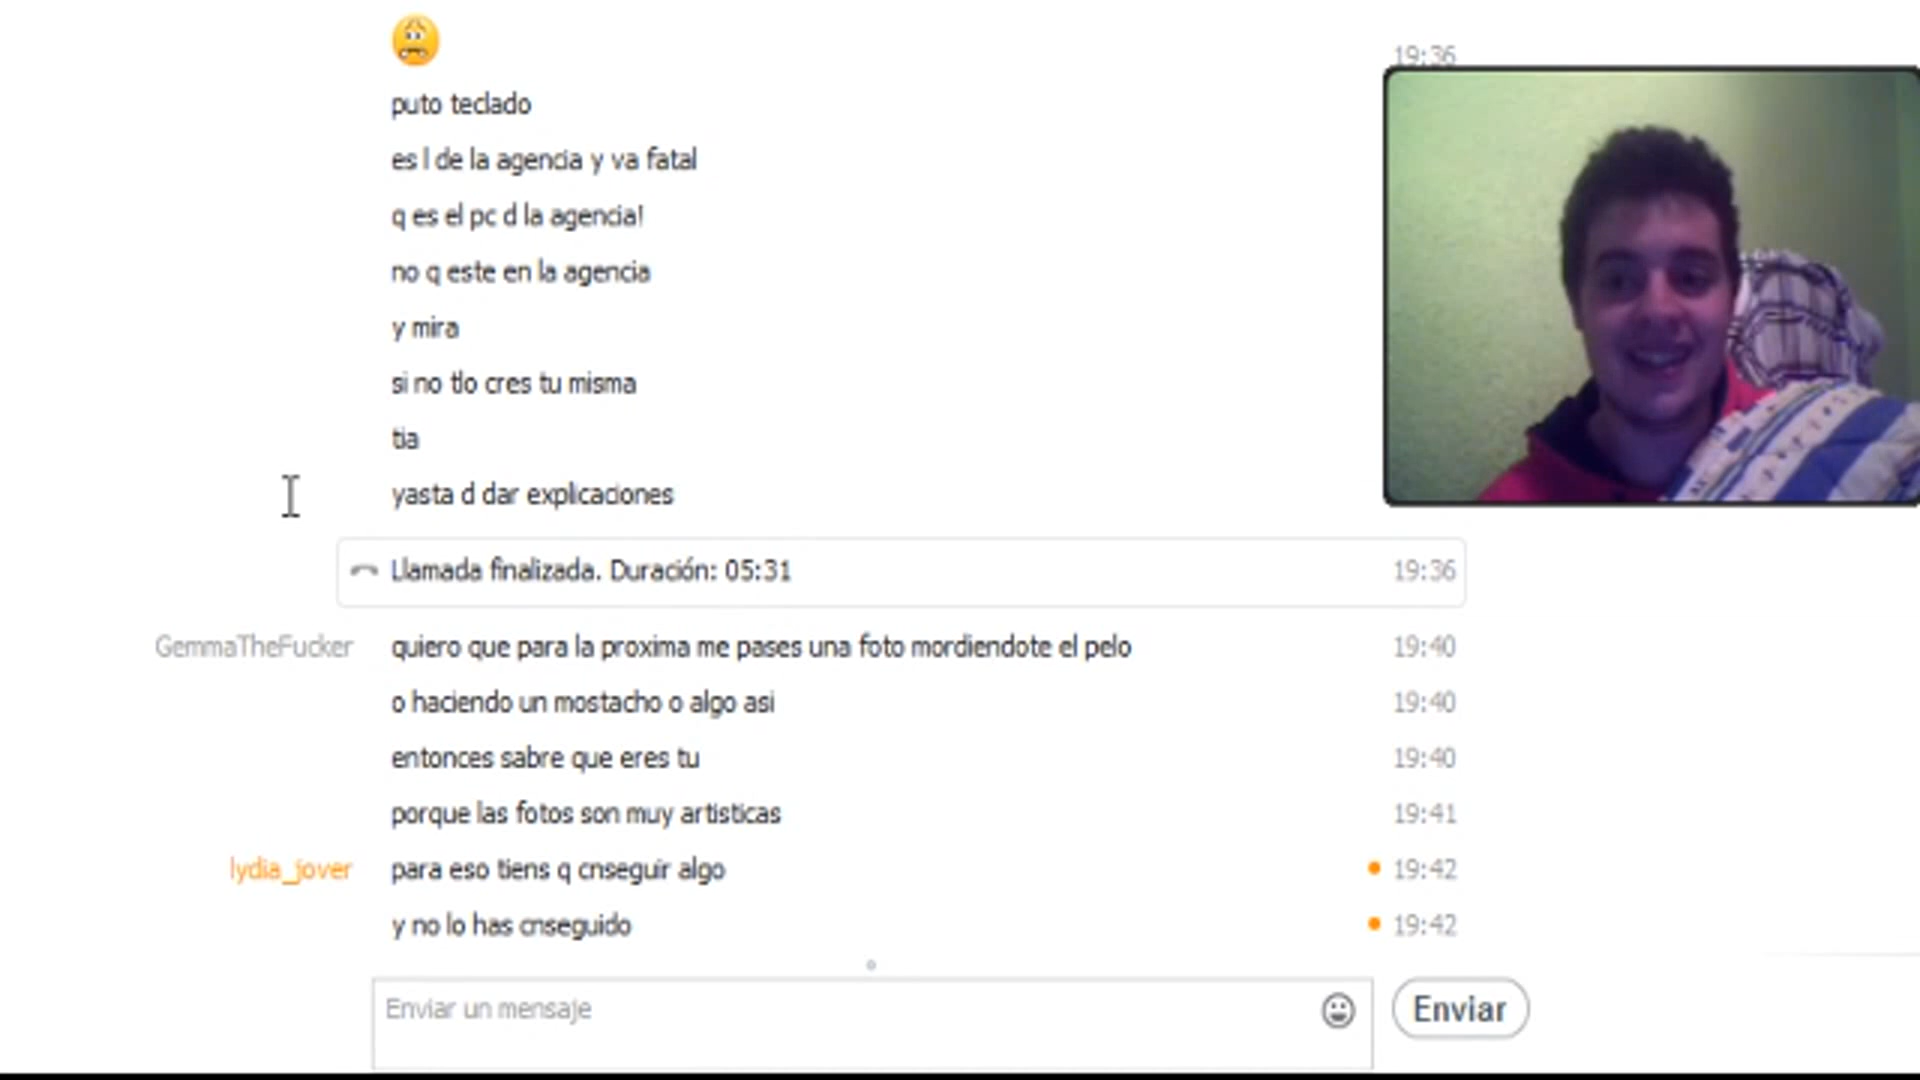 19:36
puto teclado
es l de la agencia y va fatal
q es el pc d la agencia!
no q este en la agencia
y mira
si no tlo cres tu misma
tia
yasta d dar explicaciones
Llamada finalizada. Duración: 05:31 19:36
GemmaTheFucker quiero que para la proxima me pases una foto mordiendote el pelo 19:40
o haciendo un mostacho o algo asi 19:40
entonces sabre que eres tu 19:40
porque las fotos son muy artisticas 19:41
lydia_jover para eso tiens q cnseguir algo 19:42
y no lo has cnseguido 19:42
Enviar un mensaje Enviar